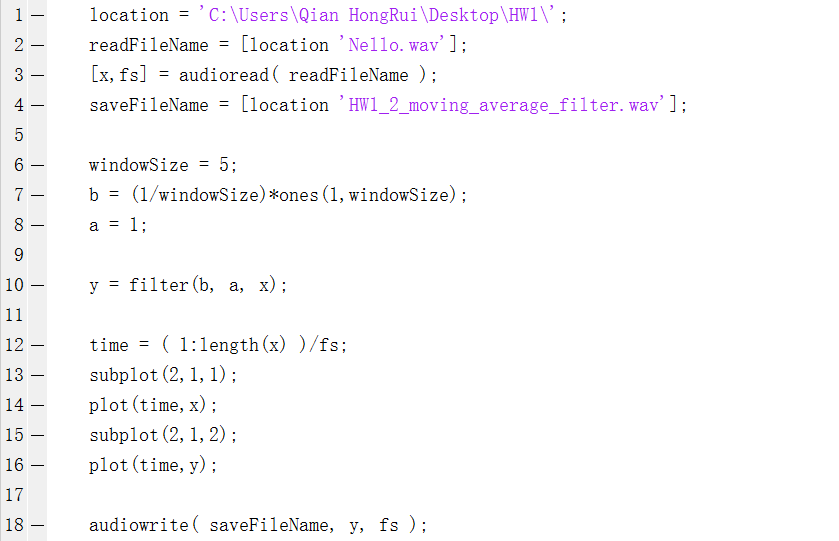 1 — location = 'C:\Users\Qian HongRui\Desktop\HW1\';
2 — readFileName = [location 'Nello.wav'];
3 — [x,fs] = audioread( readFileName );
4 — saveFileName = [location 'HW1_2_moving_average_filter.wav'];
5
6 — windowSize = 5;
7 — b = (1/windowSize)*ones(1,windowSize);
8 — a = 1;
9
10 — y = filter(b, a, x);
11
12 — time = ( 1:length(x) )/fs;
13 — subplot(2,1,1);
14 — plot(time,x);
15 — subplot(2,1,2);
16 — plot(time,y);
17
18 — audiowrite( saveFileName, y, fs );